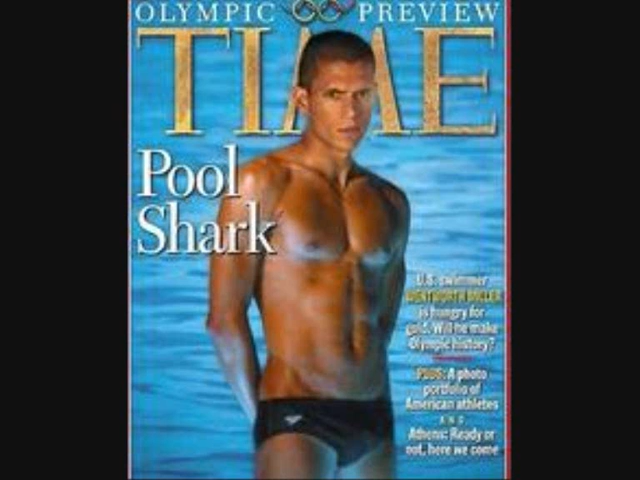 OLYMPIC PREVIEW
TIME
Pool
Shark
U.S. swimmer
WENTWORTH MILLER
is hungry for
gold. Will he make
Olympic history?
PLUS: A photo
portfolio of
American athletes
AND
Athens: Ready or
not, here we come